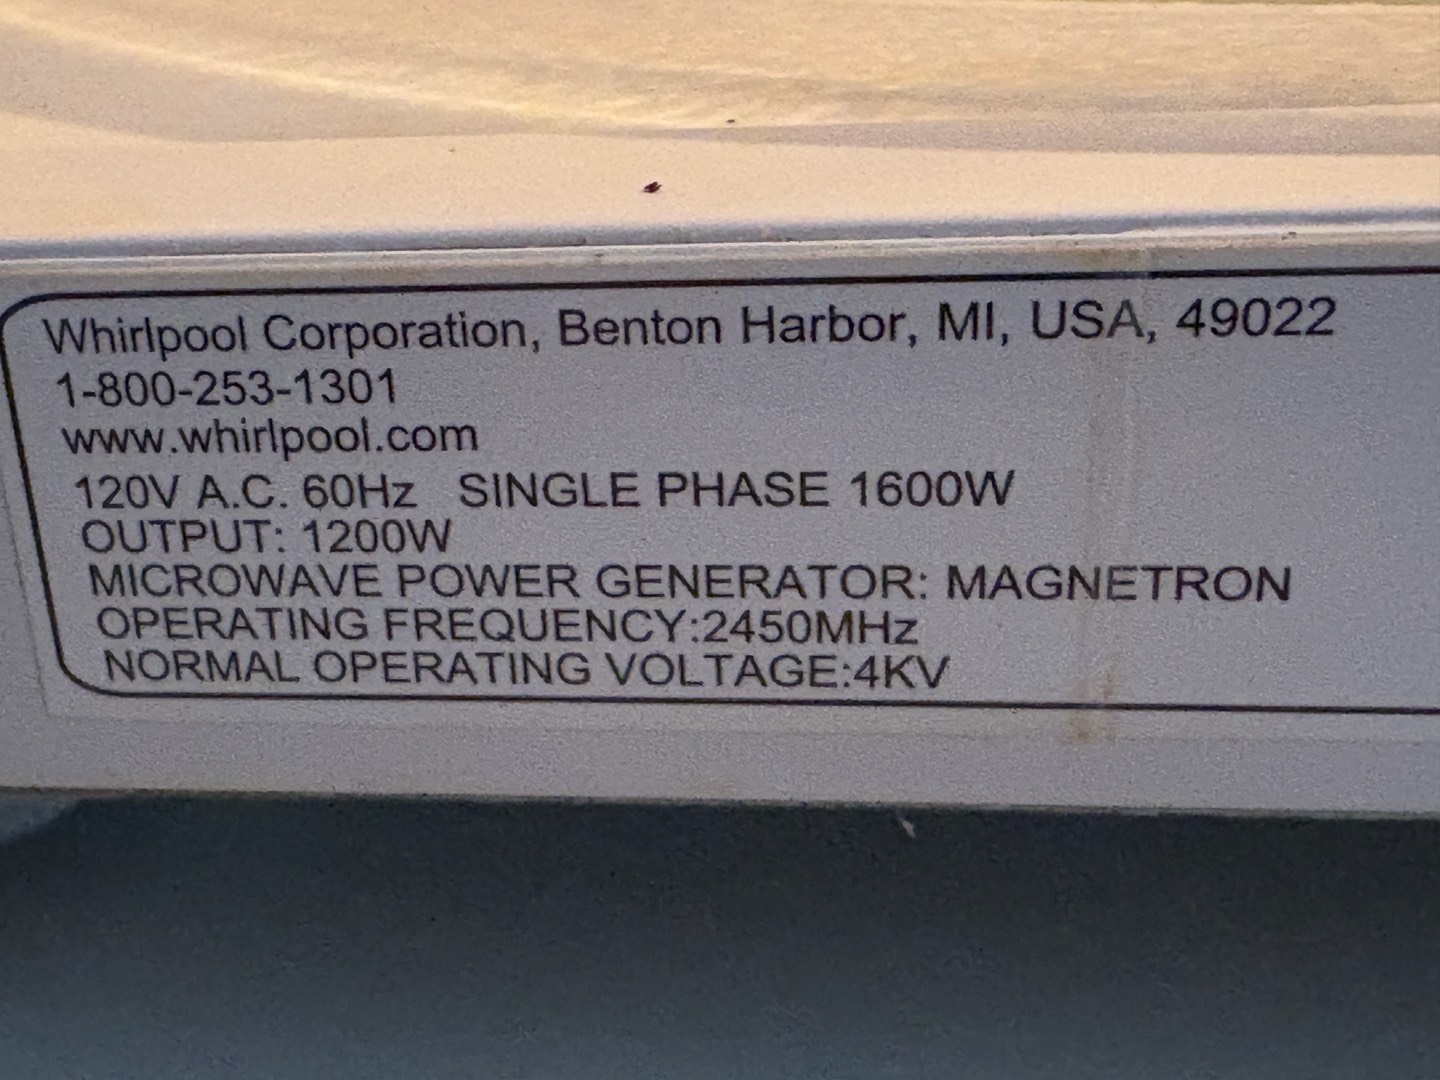 Whirlpool Corporation, Benton Harbor, MI, USA, 49022
1-800-253-1301
www.whirlpool.com
120V A.C. 60Hz SINGLE PHASE 1600W
OUTPUT: 1200W
MICROWAVE POWER GENERATOR: MAGNETRON
OPERATING FREQUENCY:2450MHz
NORMAL OPERATING VOLTAGE:4KV